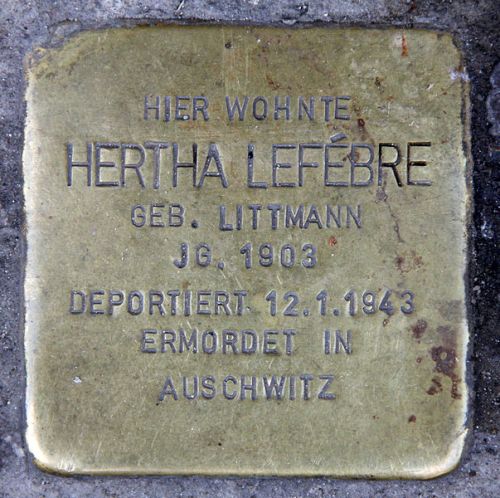 HIER WOHNTE
HERTHA LEFÉBRE
GEB. LITTMANN
JG. 1903
DEPORTIERT 12.1.1943
ERMORDET IN
AUSCHWITZ